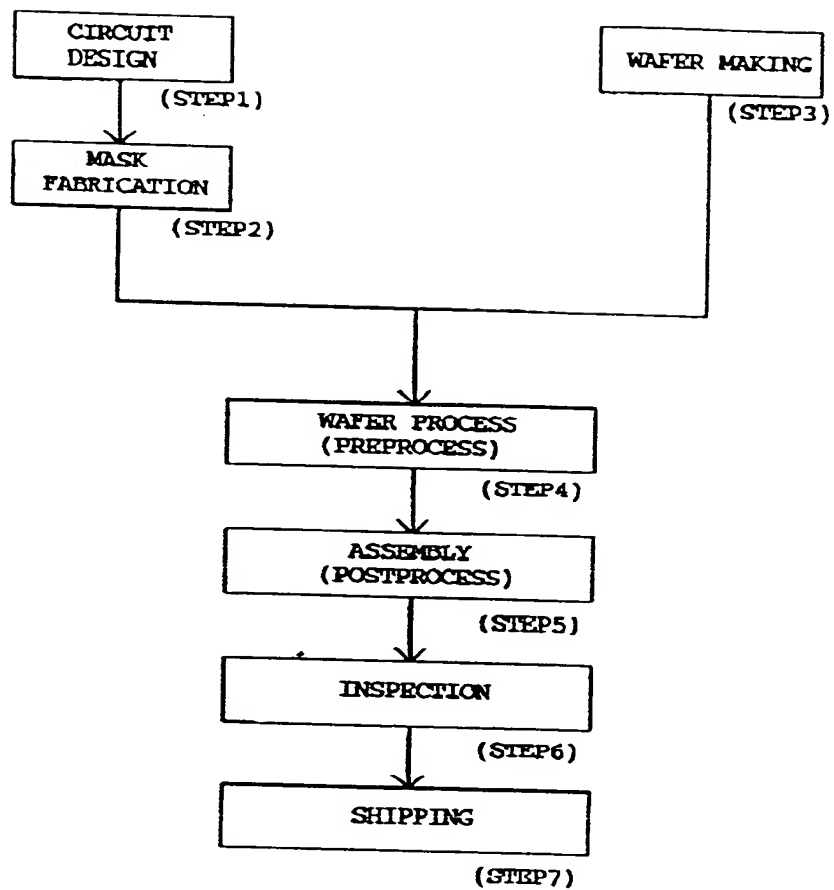 CIRCUIT
DESIGN
(STEP1)
MASK
FABRICATION
(STEP2)
WAFER MAKING
(STEP3)
WAFER PROCESS
(PREPROCESS)
(STEP4)
ASSEMBLY
(POSTPROCESS)
(STEP5)
INSPECTION
(STEP6)
SHIPPING
(STEP7)